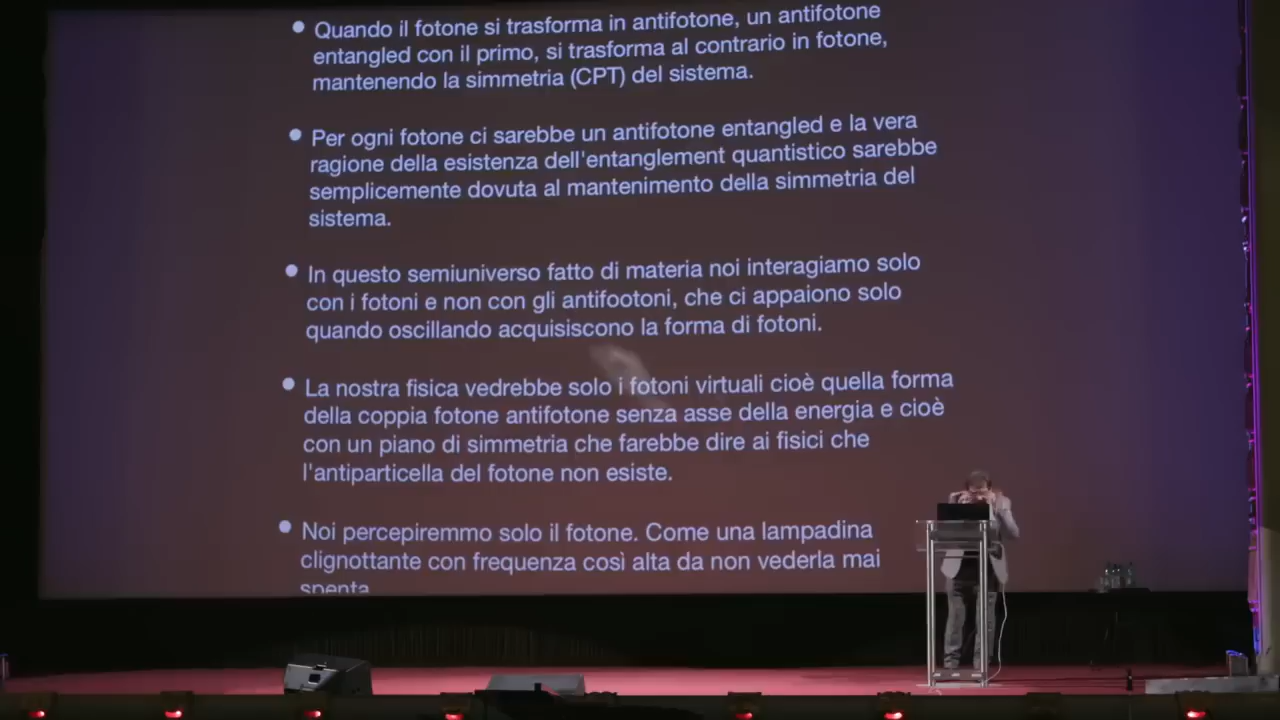 • Quando il fotone si trasforma in antifotone, un antifotone
entangled con il primo, si trasforma al contrario in fotone,
mantenendo la simmetria (CPT) del sistema.
• Per ogni fotone ci sarebbe un antifotone entangled e la vera
ragione della esistenza dell'entanglement quantistico sarebbe
semplicemente dovuta al mantenimento della simmetria del
sistema.
• In questo semiuniverso fatto di materia noi interagiamo solo
con i fotoni e non con gli antifootoni, che ci appaiono solo
quando oscillando acquisiscono la forma di fotoni.
• La nostra fisica vedrebbe solo i fotoni virtuali cioè quella forma
della coppia fotone antifotone senza asse della energia e cioè
con un piano di simmetria che farebbe dire ai fisici che
l'antiparticella del fotone non esiste.
• Noi percepiremmo solo il fotone. Come una lampadina
clignottante con frequenza così alta da non vederla mai
spenta